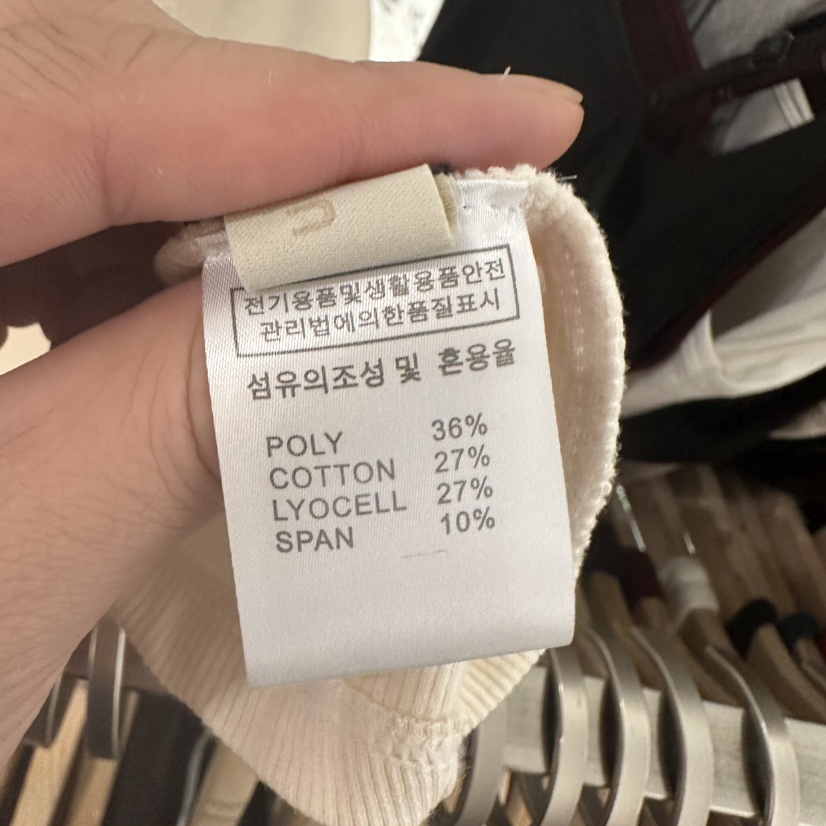 전기용품및생활용품안전
관리법에의한품질표시
섬유의조성 및 혼용율
POLY 36%
COTTON 27%
LYOCELL 27%
SPAN 10%